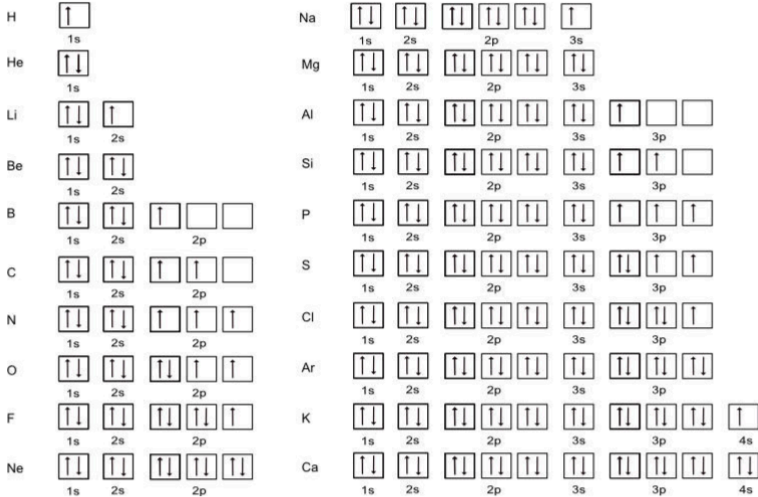 H
1s
He
1s
Li
1s 2s
Be
1s 2s
B
1s 2s 2p
C
1s 2s 2p
N
1s 2s 2p
O
1s 2s 2p
F
1s 2s 2p
Ne
1s 2s 2p
Na
1s 2s 2p 3s
Mg
1s 2s 2p 3s
Al
1s 2s 2p 3s 3p
Si
1s 2s 2p 3s 3p
P
1s 2s 2p 3s 3p
S
1s 2s 2p 3s 3p
Cl
1s 2s 2p 3s 3p
Ar
1s 2s 2p 3s 3p
K
1s 2s 2p 3s 3p 4s
Ca
1s 2s 2p 3s 3p 4s